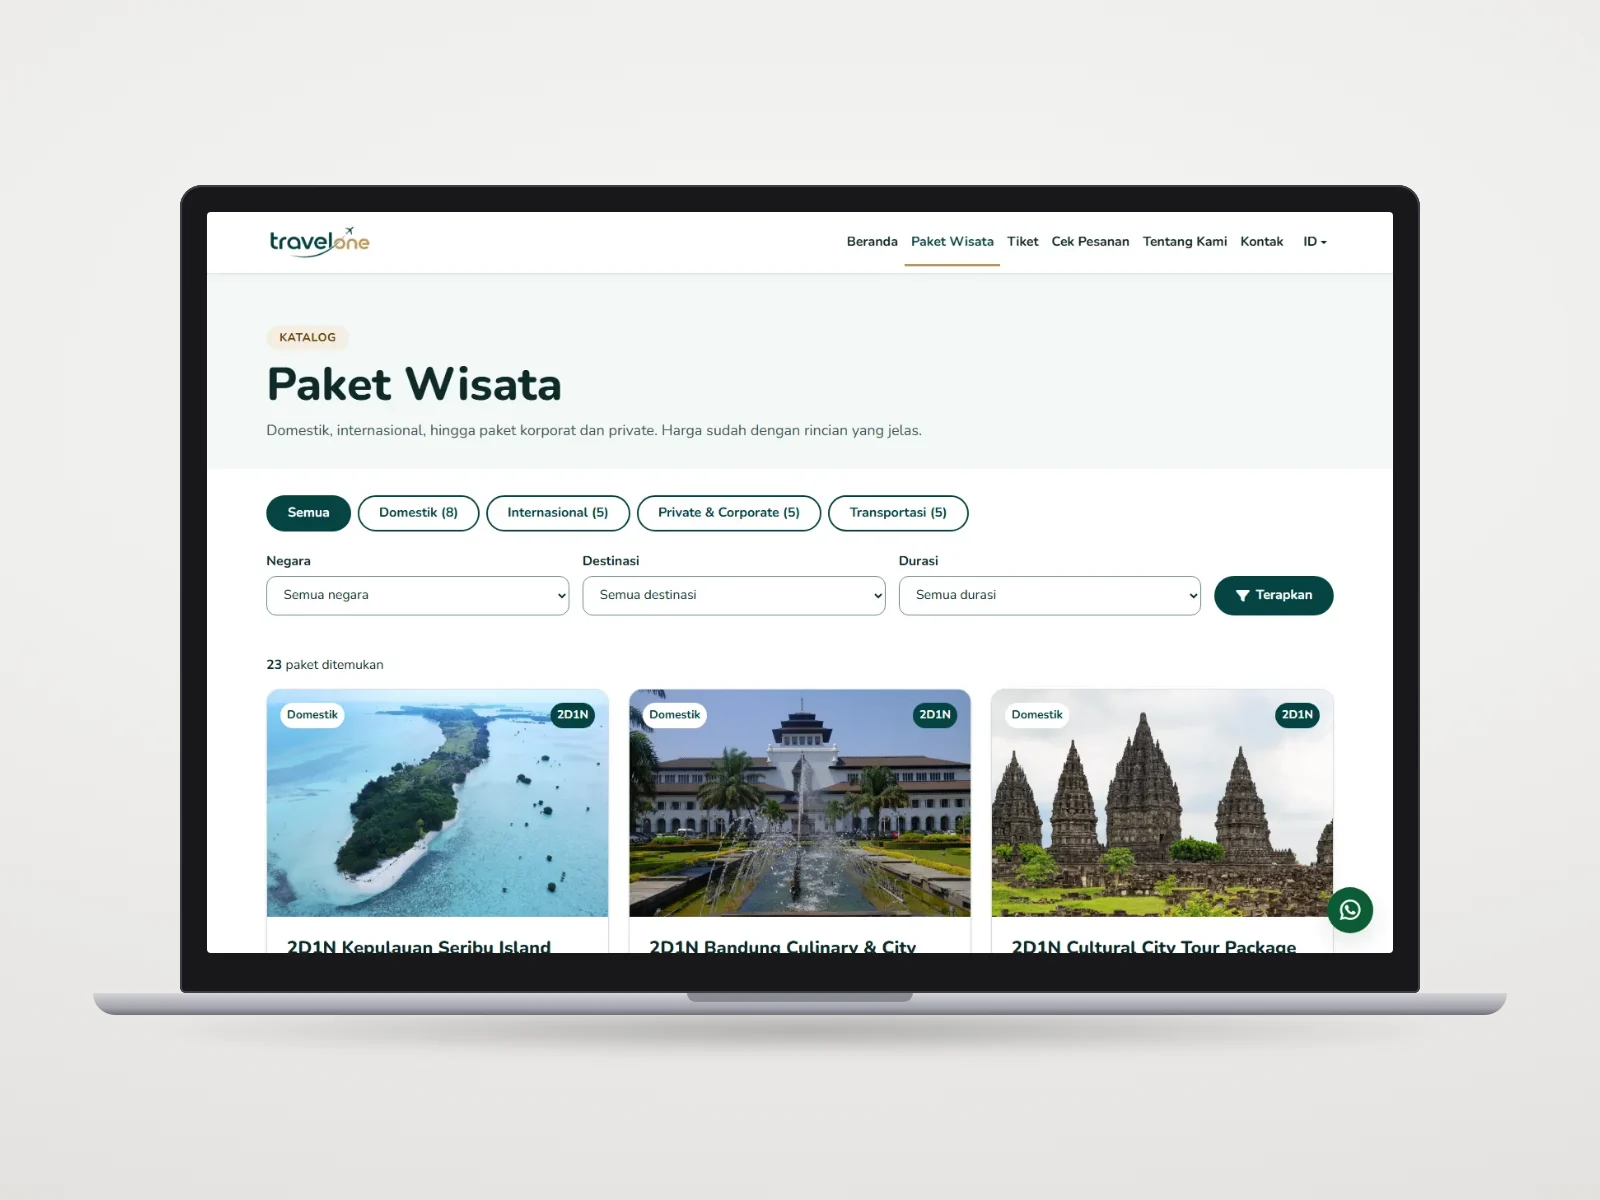 travelone
Beranda Paket Wisata Tiket Cek Pesanan Tentang Kami Kontak ID
KATALOG
Paket Wisata
Domestik, internasional, hingga paket korporat dan private. Harga sudah dengan rincian yang jelas.
Semua Domestik (8) Internasional (5) Private & Corporate (5) Transportasi (5)
Negara Destinasi Durasi
Semua negara Semua destinasi Semua durasi Terapkan
23 paket ditemukan
Domestik 2D1N Domestik 2D1N Domestik 2D1N
2D1N Kepulauan Seribu Island 2D1N Bandung Culinary & City 2D1N Cultural City Tour Package